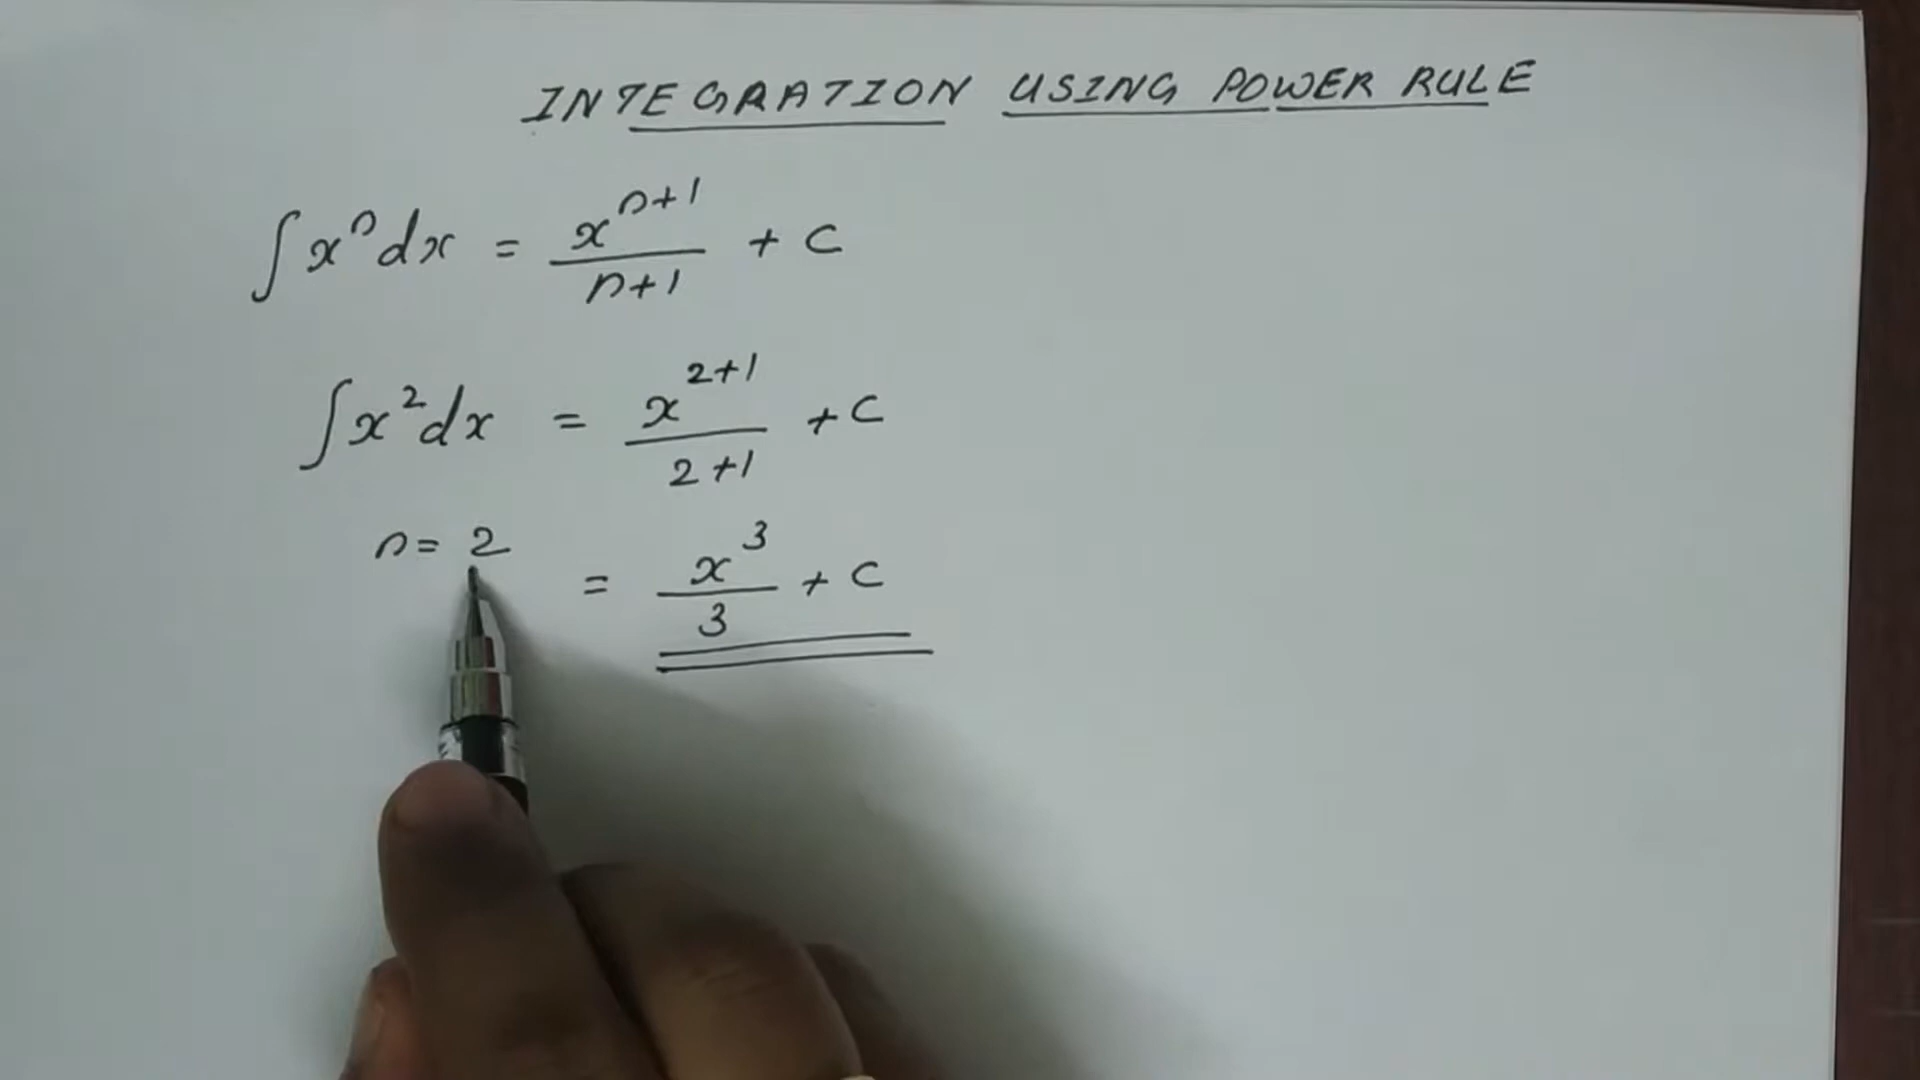 INTEGRATION USING POWER RULE
∫xⁿdx = xⁿ⁺¹/n+1 + C
∫x²dx = x²⁺¹/2+1 + C
n = 2
= x³/3 + C